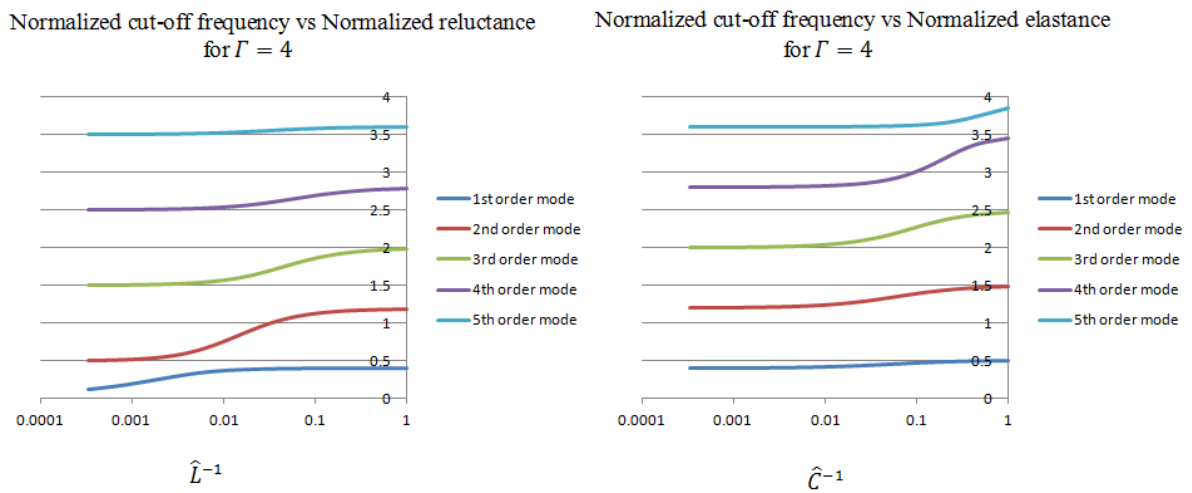 Normalized cut-off frequency vs Normalized reluctance
for Γ = 4
4
3.5
3
2.5
2
1.5
1
0.5
0
0.0001 0.001 0.01 0.1 1
L̂⁻¹
1st order mode
2nd order mode
3rd order mode
4th order mode
5th order mode
Normalized cut-off frequency vs Normalized elastance
for Γ = 4
4
3.5
3
2.5
2
1.5
1
0.5
0
0.0001 0.001 0.01 0.1 1
Ĉ⁻¹
1st order mode
2nd order mode
3rd order mode
4th order mode
5th order mode